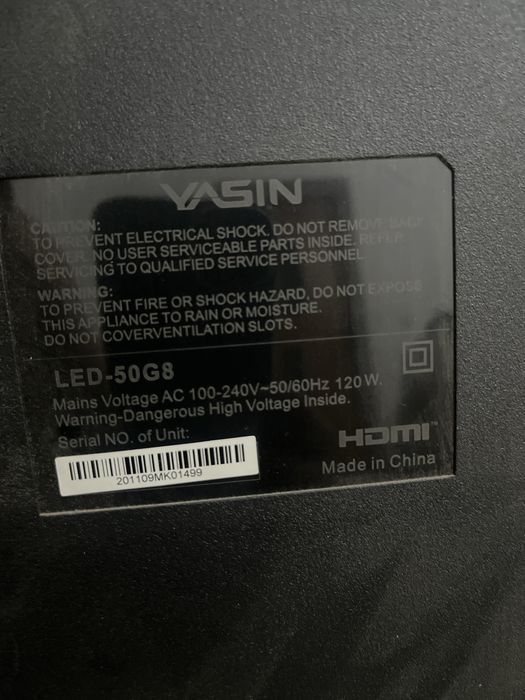 YASIN
CAUTION:
TO PREVENT ELECTRICAL SHOCK. DO NOT REMOVE BACK
COVER. NO USER SERVICEABLE PARTS INSIDE. REFER
SERVICING TO QUALIFIED SERVICE PERSONNEL
WARNING:
TO PREVENT FIRE OR SHOCK HAZARD, DO NOT EXPOSE
THIS APPLIANCE TO RAIN OR MOISTURE.
DO NOT COVERVENTILATION SLOTS.
LED-50G8
Mains Voltage AC 100-240V~50/60Hz 120W.
Warning-Dangerous High Voltage Inside.
Serial NO. of Unit:
201109MK01499
HDMI™
Made in China